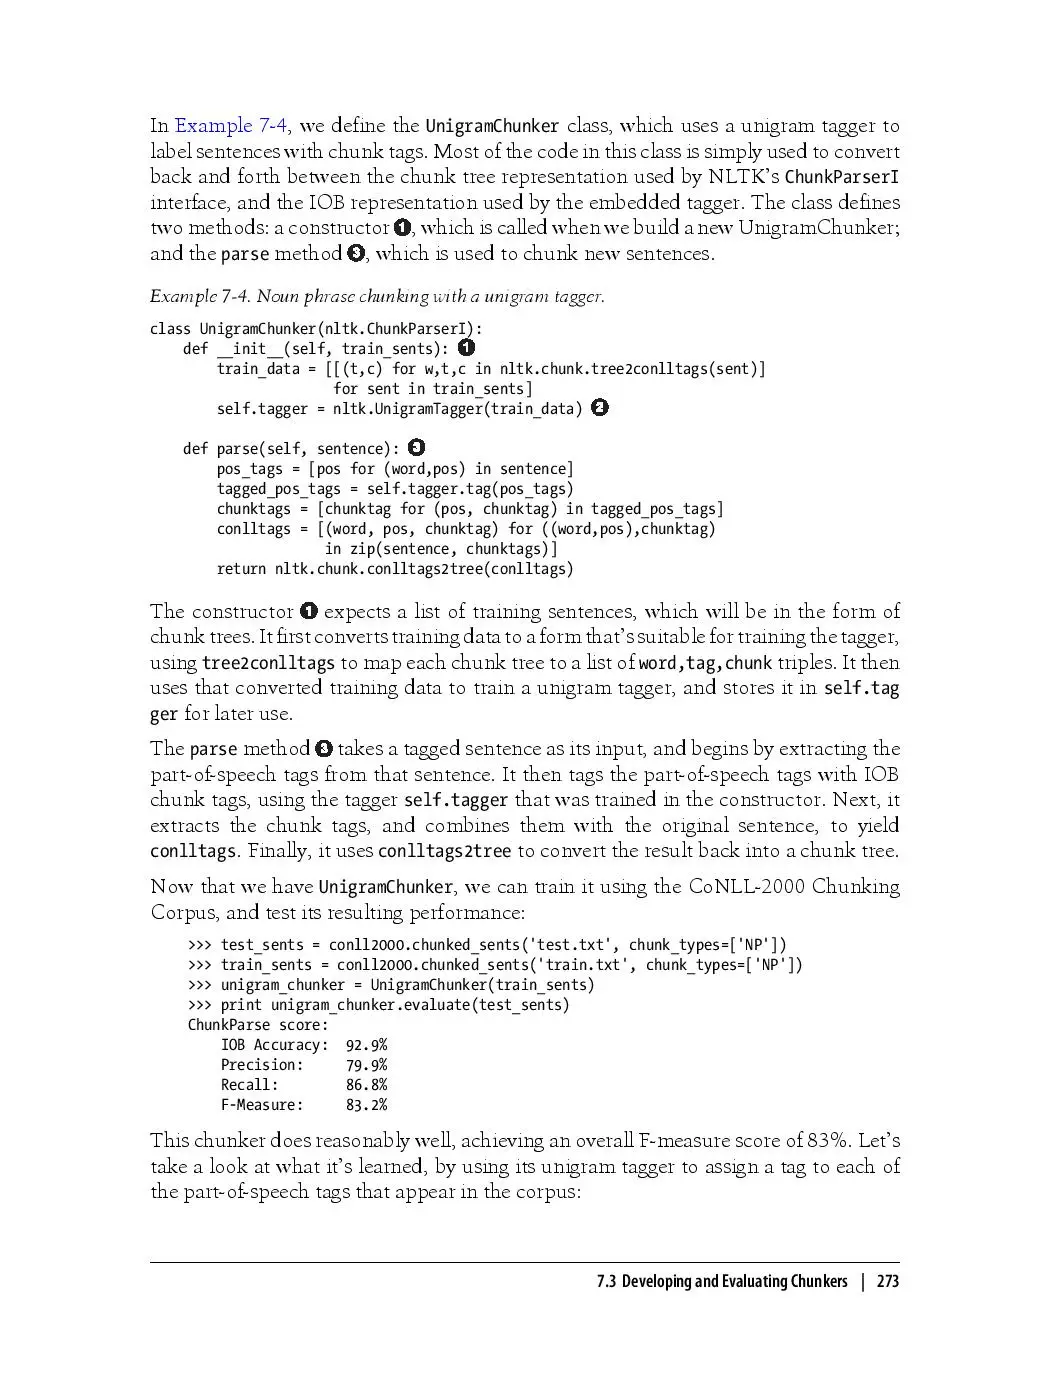 In Example 7-4, we define the UnigramChunker class, which uses a unigram tagger to
label sentences with chunk tags. Most of the code in this class is simply used to convert
back and forth between the chunk tree representation used by NLTK’s ChunkParserI
interface, and the IOB representation used by the embedded tagger. The class defines
two methods: a constructor ❶, which is called when we build a new UnigramChunker;
and the parse method ❸, which is used to chunk new sentences.
Example 7-4. Noun phrase chunking with a unigram tagger.
class UnigramChunker(nltk.ChunkParserI):
    def __init__(self, train_sents): ❶
        train_data = [[(t,c) for w,t,c in nltk.chunk.tree2conlltags(sent)]
                      for sent in train_sents]
        self.tagger = nltk.UnigramTagger(train_data) ❷
    def parse(self, sentence): ❸
        pos_tags = [pos for (word,pos) in sentence]
        tagged_pos_tags = self.tagger.tag(pos_tags)
        chunktags = [chunktag for (pos, chunktag) in tagged_pos_tags]
        conlltags = [(word, pos, chunktag) for ((word,pos),chunktag)
                     in zip(sentence, chunktags)]
        return nltk.chunk.conlltags2tree(conlltags)
The constructor ❶ expects a list of training sentences, which will be in the form of
chunk trees. It first converts training data to a form that’s suitable for training the tagger,
using tree2conlltags to map each chunk tree to a list of word,tag,chunk triples. It then
uses that converted training data to train a unigram tagger, and stores it in self.tag
ger for later use.
The parse method ❸ takes a tagged sentence as its input, and begins by extracting the
part-of-speech tags from that sentence. It then tags the part-of-speech tags with IOB
chunk tags, using the tagger self.tagger that was trained in the constructor. Next, it
extracts the chunk tags, and combines them with the original sentence, to yield
conlltags. Finally, it uses conlltags2tree to convert the result back into a chunk tree.
Now that we have UnigramChunker, we can train it using the CoNLL-2000 Chunking
Corpus, and test its resulting performance:
>>> test_sents = conll2000.chunked_sents('test.txt', chunk_types=['NP'])
>>> train_sents = conll2000.chunked_sents('train.txt', chunk_types=['NP'])
>>> unigram_chunker = UnigramChunker(train_sents)
>>> print unigram_chunker.evaluate(test_sents)
ChunkParse score:
    IOB Accuracy:  92.9%
    Precision:     79.9%
    Recall:        86.8%
    F-Measure:     83.2%
This chunker does reasonably well, achieving an overall F-measure score of 83%. Let’s
take a look at what it’s learned, by using its unigram tagger to assign a tag to each of
the part-of-speech tags that appear in the corpus:
7.3 Developing and Evaluating Chunkers | 273